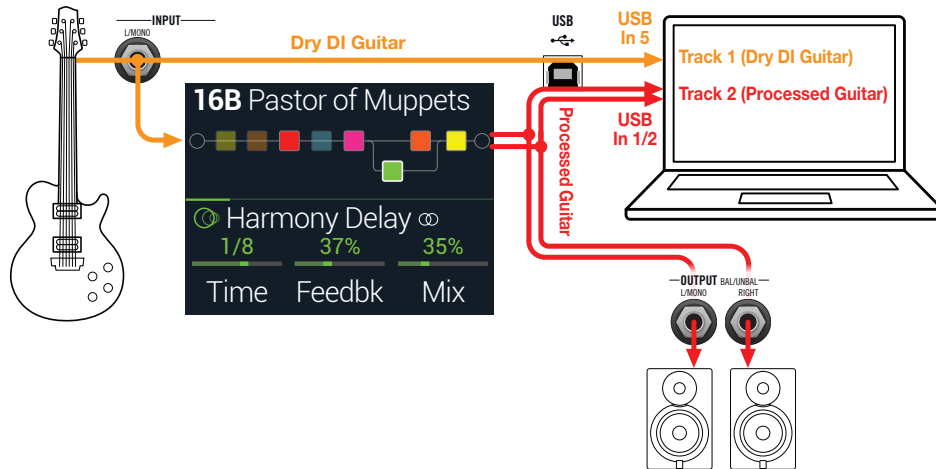 INPUT
L/MONO
Dry DI Guitar
USB
USB
In 5
Track 1 (Dry DI Guitar)
Track 2 (Processed Guitar)
USB
In 1/2
16B Pastor of Muppets
Harmony Delay
1/8 37% 35%
Time Feedbk Mix
Processed Guitar
OUTPUT BAL/UNBAL
L/MONO RIGHT